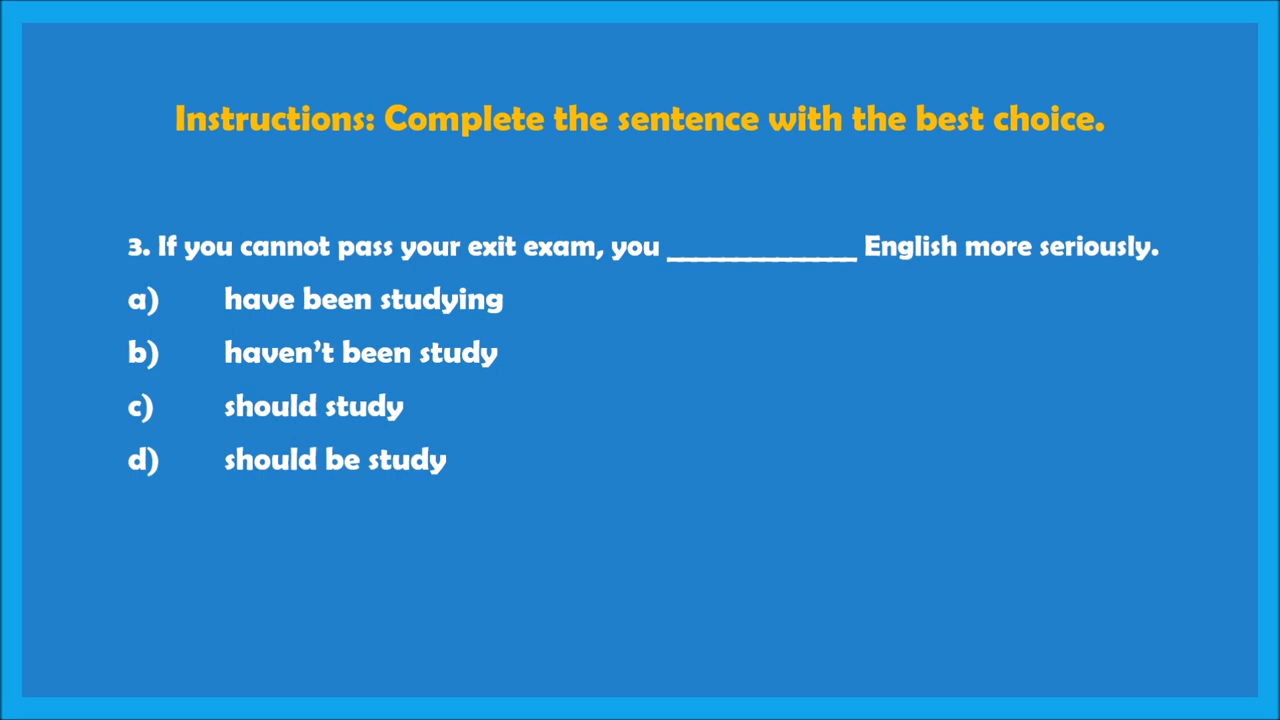 Instructions: Complete the sentence with the best choice.
3. If you cannot pass your exit exam, you ______________ English more seriously.
a) have been studying
b) haven’t been study
c) should study
d) should be study